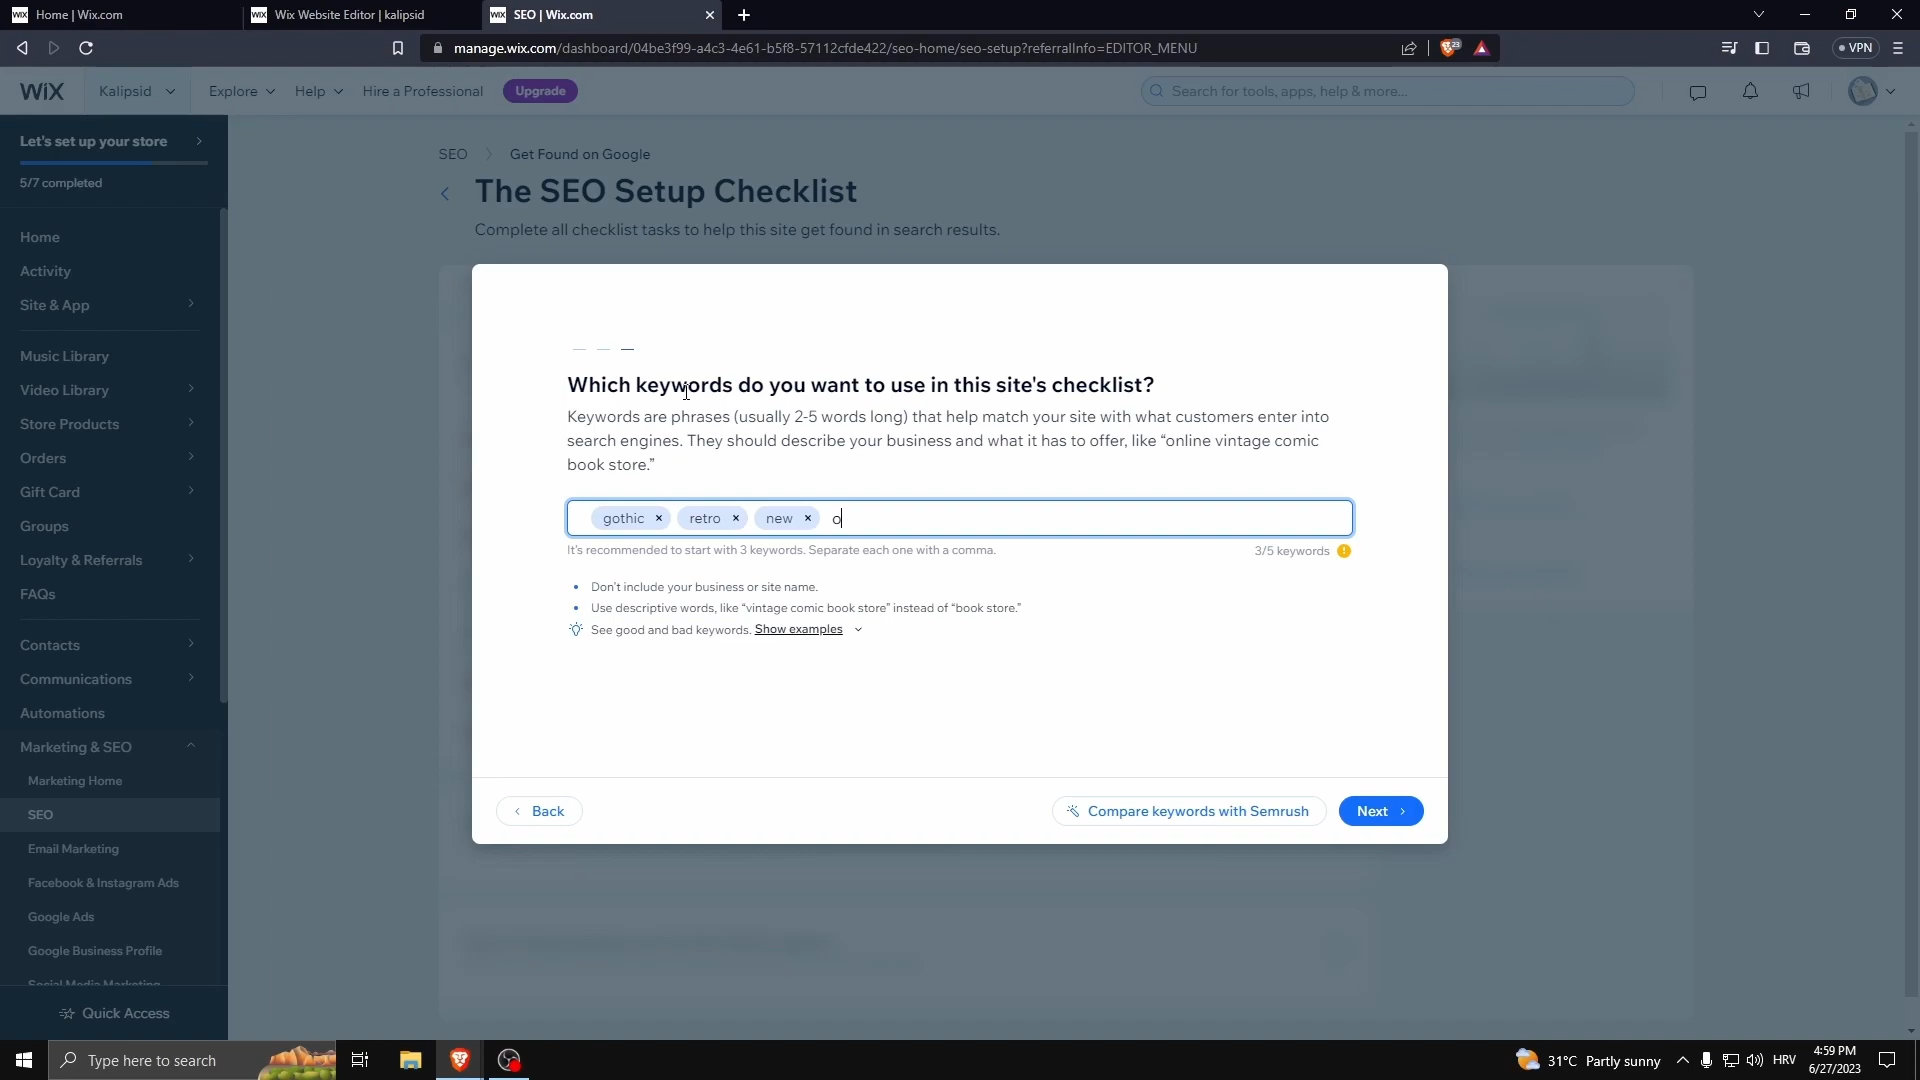 Home | Wix.com
Wix Website Editor | kalipsid
SEO | Wix.com
manage.wix.com/dashboard/04be3f99-a4c3-4e61-b5f8-57112cfde422/seo-home/seo-setup?referralInfo=EDITOR_MENU
23
VPN
WiX
Kalipsid
Explore
Help
Hire a Professional
Upgrade
Search for tools, apps, help & more...
Let's set up your store
5/7 completed
Home
Activity
Site & App
Music Library
Video Library
Store Products
Orders
Gift Card
Groups
Loyalty & Referrals
FAQs
Contacts
Communications
Automations
Marketing & SEO
Marketing Home
SEO
Email Marketing
Facebook & Instagram Ads
Google Ads
Google Business Profile
Social Media Marketing
Quick Access
SEO
Get Found on Google
The SEO Setup Checklist
Complete all checklist tasks to help this site get found in search results.
Which keywords do you want to use in this site's checklist?
Keywords are phrases (usually 2-5 words long) that help match your site with what customers enter into
search engines. They should describe your business and what it has to offer, like “online vintage comic
book store.”
gothic × retro × new × o
It's recommended to start with 3 keywords. Separate each one with a comma.
3/5 keywords
Don't include your business or site name.
Use descriptive words, like “vintage comic book store” instead of “book store.”
See good and bad keywords. Show examples
Back
Compare keywords with Semrush
Next
Type here to search
31°C Partly sunny
HRV
4:59 PM
6/27/2023